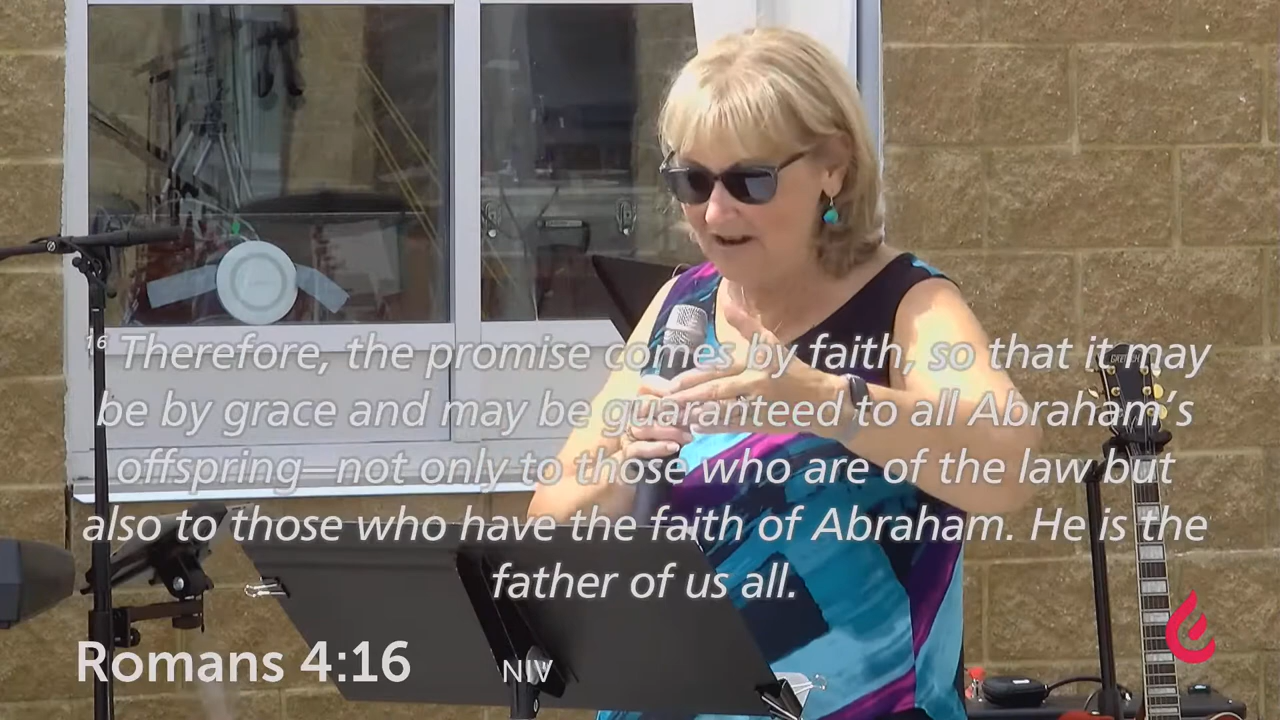 16 Therefore, the promise comes by faith, so that it may
be by grace and may be guaranteed to all Abraham's
offspring—not only to those who are of the law but
also to those who have the faith of Abraham. He is the
father of us all.
Romans 4:16 NIV
GRETSCH